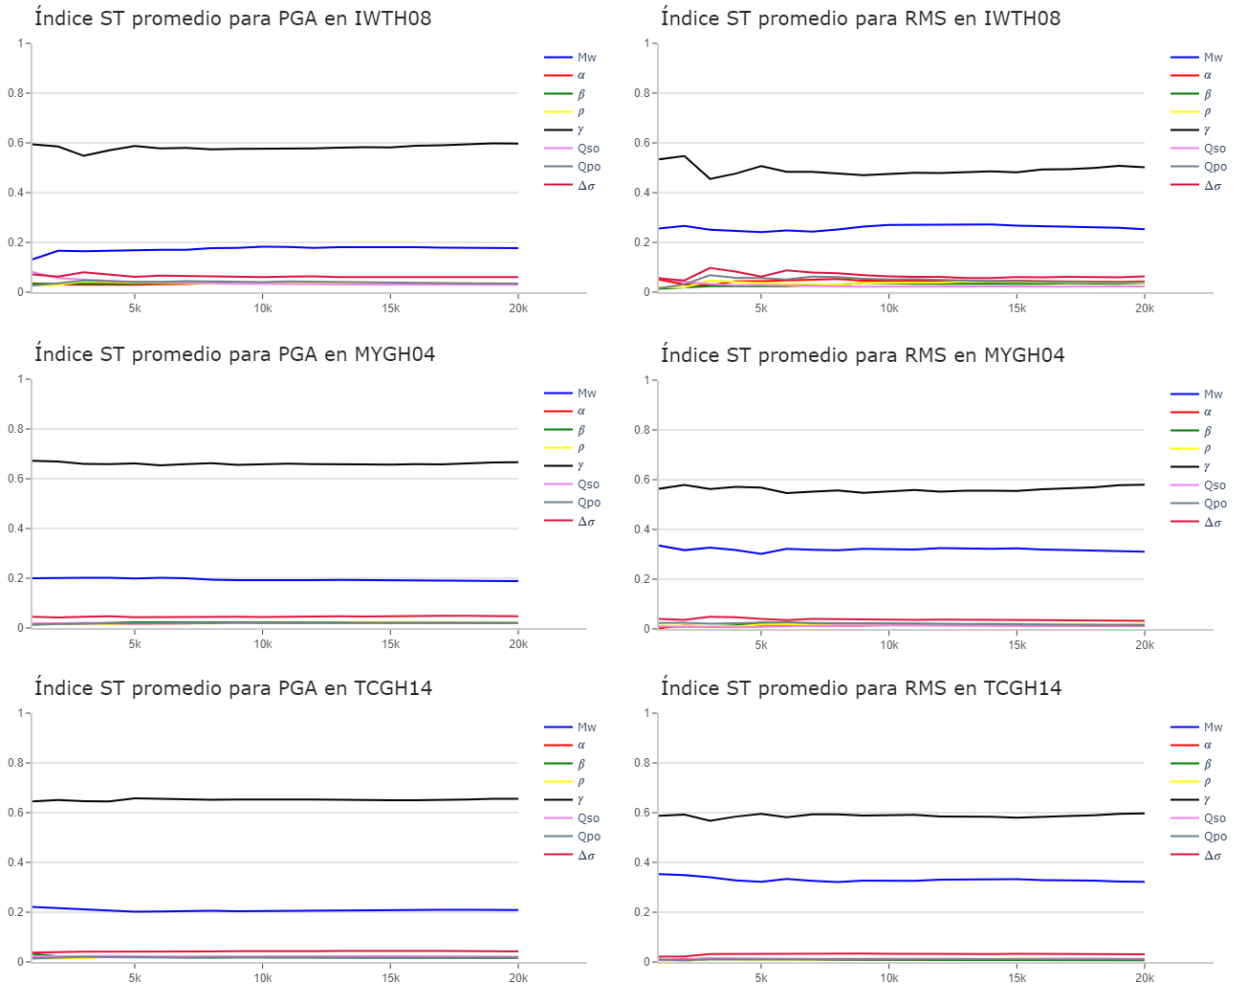 Índice ST promedio para PGA en IWTH08
1
0.8
0.6
0.4
0.2
0
5k
10k
15k
20k
Mw
α
β
ρ
γ
Qso
Qpo
Δσ
Índice ST promedio para RMS en IWTH08
1
0.8
0.6
0.4
0.2
0
5k
10k
15k
20k
Mw
α
β
ρ
γ
Qso
Qpo
Δσ
Índice ST promedio para PGA en MYGH04
1
0.8
0.6
0.4
0.2
0
5k
10k
15k
20k
Mw
α
β
ρ
γ
Qso
Qpo
Δσ
Índice ST promedio para RMS en MYGH04
1
0.8
0.6
0.4
0.2
0
5k
10k
15k
20k
Mw
α
β
ρ
γ
Qso
Qpo
Δσ
Índice ST promedio para PGA en TCGH14
1
0.8
0.6
0.4
0.2
0
5k
10k
15k
20k
Mw
α
β
ρ
γ
Qso
Qpo
Δσ
Índice ST promedio para RMS en TCGH14
1
0.8
0.6
0.4
0.2
0
5k
10k
15k
20k
Mw
α
β
ρ
γ
Qso
Qpo
Δσ